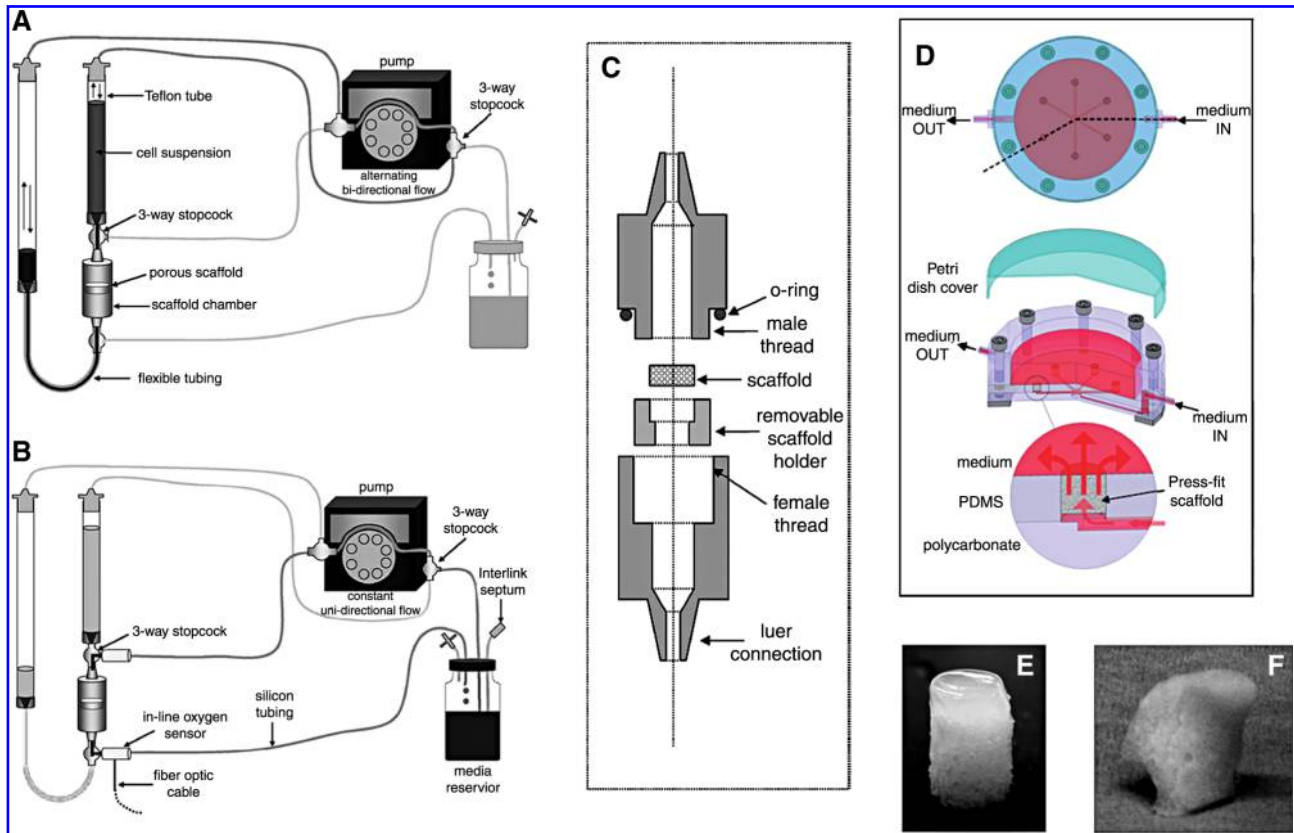 A
pump
3-way
stopcock
Teflon tube
cell suspension
alternating
bi-directional flow
3-way stopcock
porous scaffold
scaffold chamber
flexible tubing
B
pump
3-way
stopcock
Interlink
septum
constant
uni-directional flow
3-way stopcock
silicon
tubing
in-line oxygen
sensor
fiber optic
cable
media
reservior
C
o-ring
male
thread
scaffold
removable
scaffold
holder
female
thread
luer
connection
D
medium
OUT
medium
IN
Petri
dish cover
medium
OUT
medium
IN
medium
PDMS
Press-fit
scaffold
polycarbonate
E
F